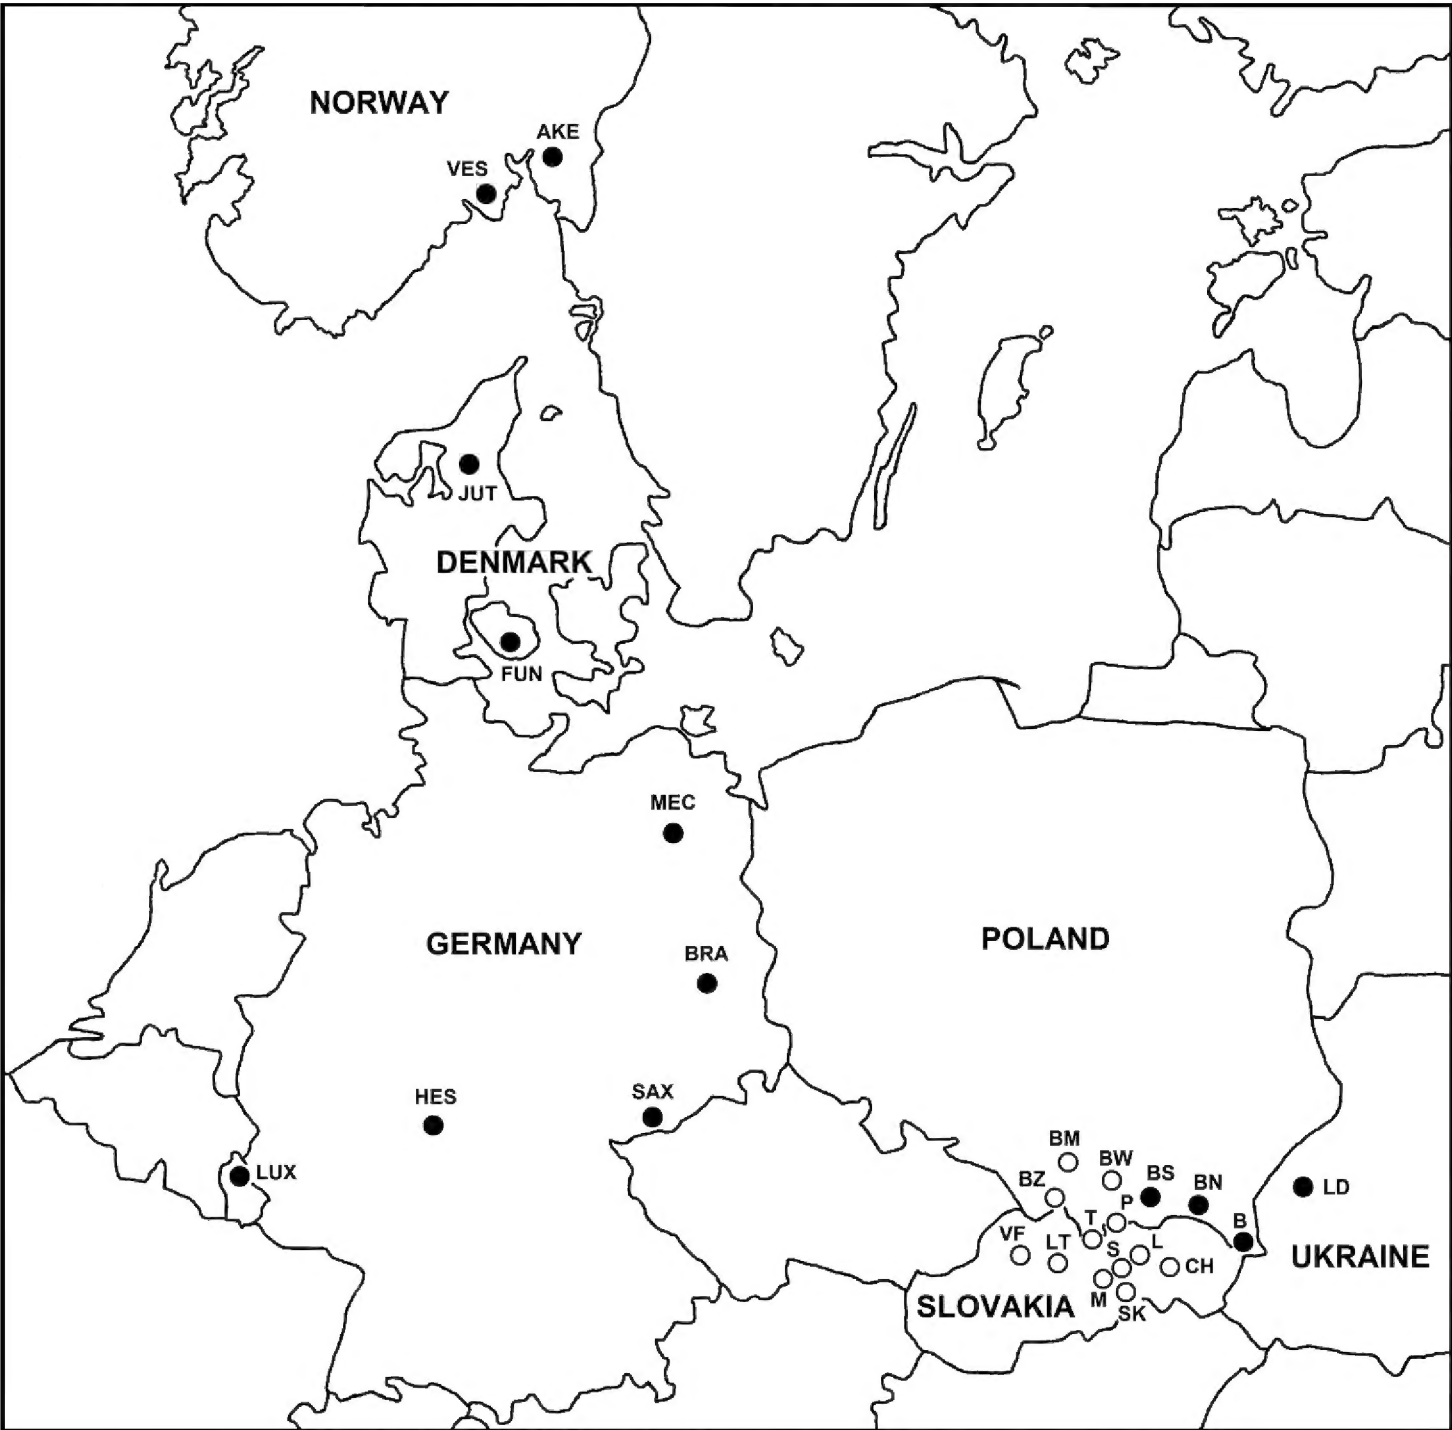 NORWAY
AKE
VES
JUT
DENMARK
FUN
MEC
GERMANY
POLAND
BRA
HES
SAX
LUX
BM
BW
BZ
BS
BN
LD
P
T
B
VF
LT
S
L
CH
UKRAINE
M
SLOVAKIA
SK